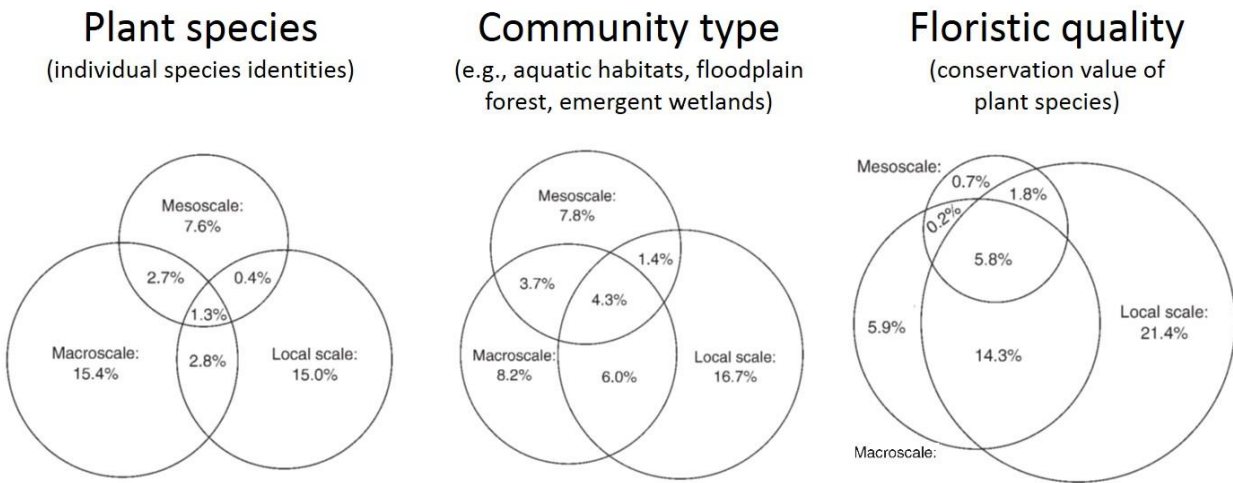 Plant species
(individual species identities)
Mesoscale:
7.6%
2.7%
0.4%
1.3%
Macroscale:
15.4%
2.8%
Local scale:
15.0%
Community type
(e.g., aquatic habitats, floodplain
forest, emergent wetlands)
Mesoscale:
7.8%
1.4%
3.7%
4.3%
Macroscale:
8.2%
6.0%
Local scale:
16.7%
Floristic quality
(conservation value of
plant species)
Mesoscale:
0.7%
1.8%
0.2%
5.8%
5.9%
14.3%
Local scale:
21.4%
Macroscale: